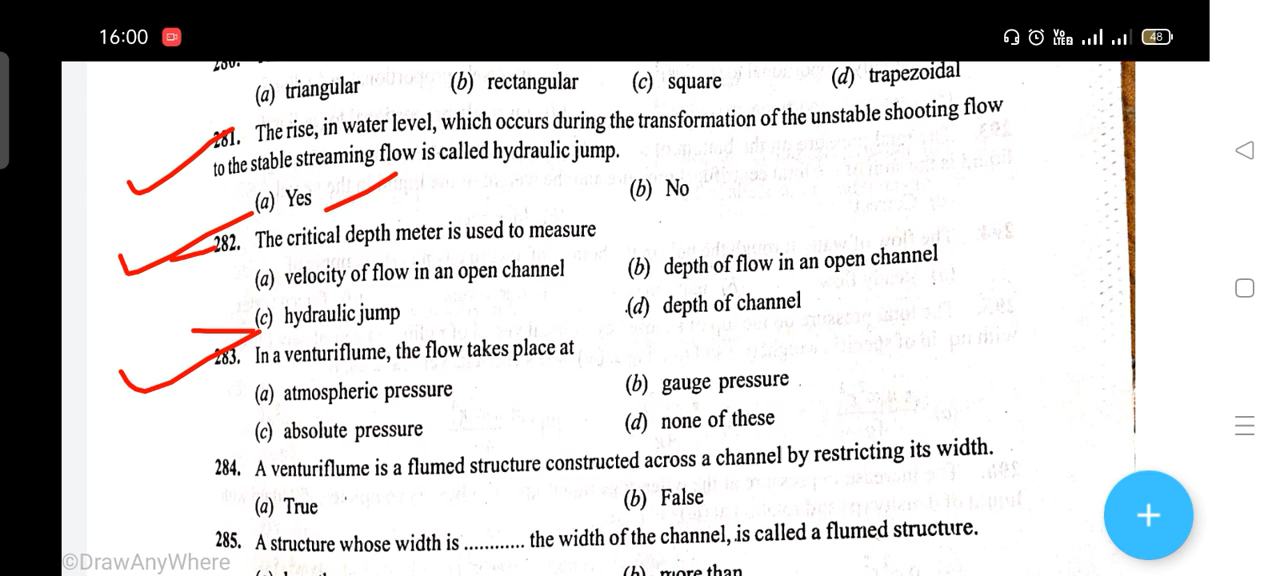 16:00
Vo LTE2
48
280.
(a) triangular (b) rectangular (c) square (d) trapezoidal
281. The rise, in water level, which occurs during the transformation of the unstable shooting flow
to the stable streaming flow is called hydraulic jump.
(a) Yes (b) No
282. The critical depth meter is used to measure
(a) velocity of flow in an open channel (b) depth of flow in an open channel
(c) hydraulic jump (d) depth of channel
283. In a venturiflume, the flow takes place at
(a) atmospheric pressure (b) gauge pressure
(c) absolute pressure (d) none of these
284. A venturiflume is a flumed structure constructed across a channel by restricting its width.
(a) True (b) False
285. A structure whose width is ............ the width of the channel, is called a flumed structure.
(b) more than
©DrawAnyWhere